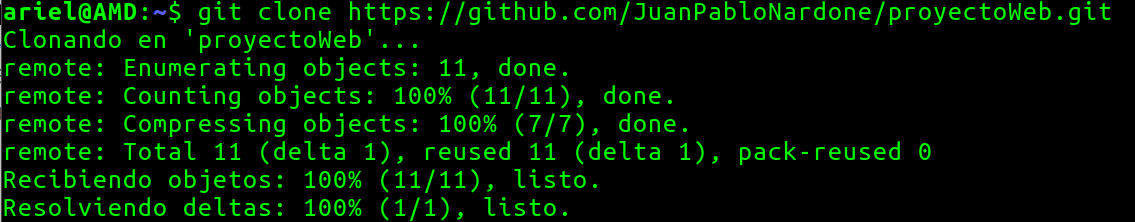 ariel@AMD:~$ git clone https://github.com/JuanPabloNardone/proyectoWeb.git
Clonando en 'proyectoWeb'...
remote: Enumerating objects: 11, done.
remote: Counting objects: 100% (11/11), done.
remote: Compressing objects: 100% (7/7), done.
remote: Total 11 (delta 1), reused 11 (delta 1), pack-reused 0
Recibiendo objetos: 100% (11/11), listo.
Resolviendo deltas: 100% (1/1), listo.